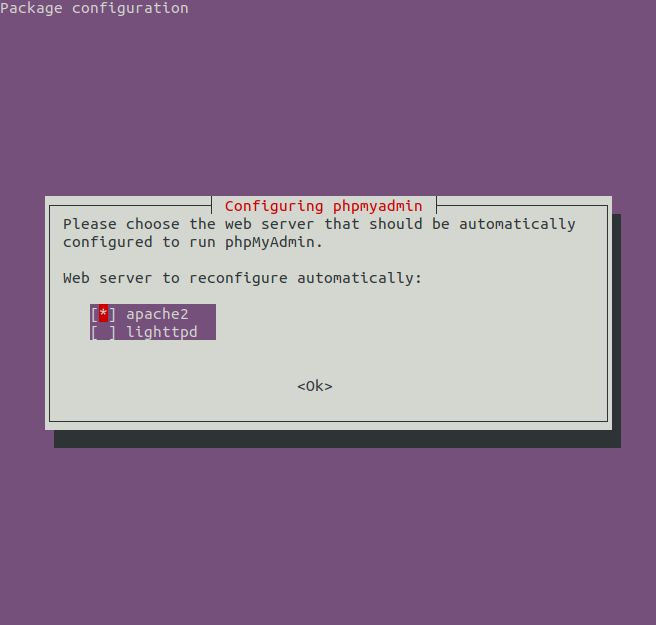 Package configuration
Configuring phpmyadmin
Please choose the web server that should be automatically
configured to run phpMyAdmin.
Web server to reconfigure automatically:
[*] apache2
[ ] lighttpd
<Ok>